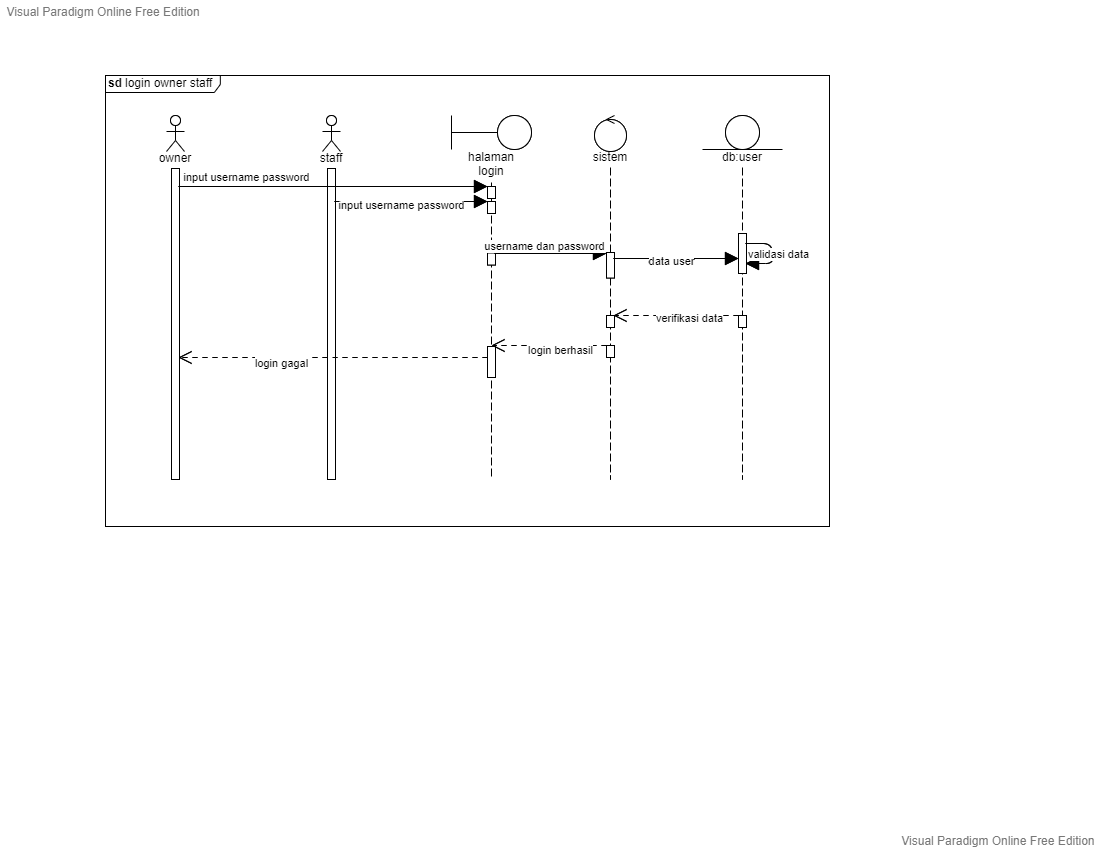 Visual Paradigm Online Free Edition
sd login owner staff
owner
staff
halaman
login
sistem
db:user
input username password
input username password
username dan password
data user
validasi data
verifikasi data
login berhasil
login gagal
Visual Paradigm Online Free Edition